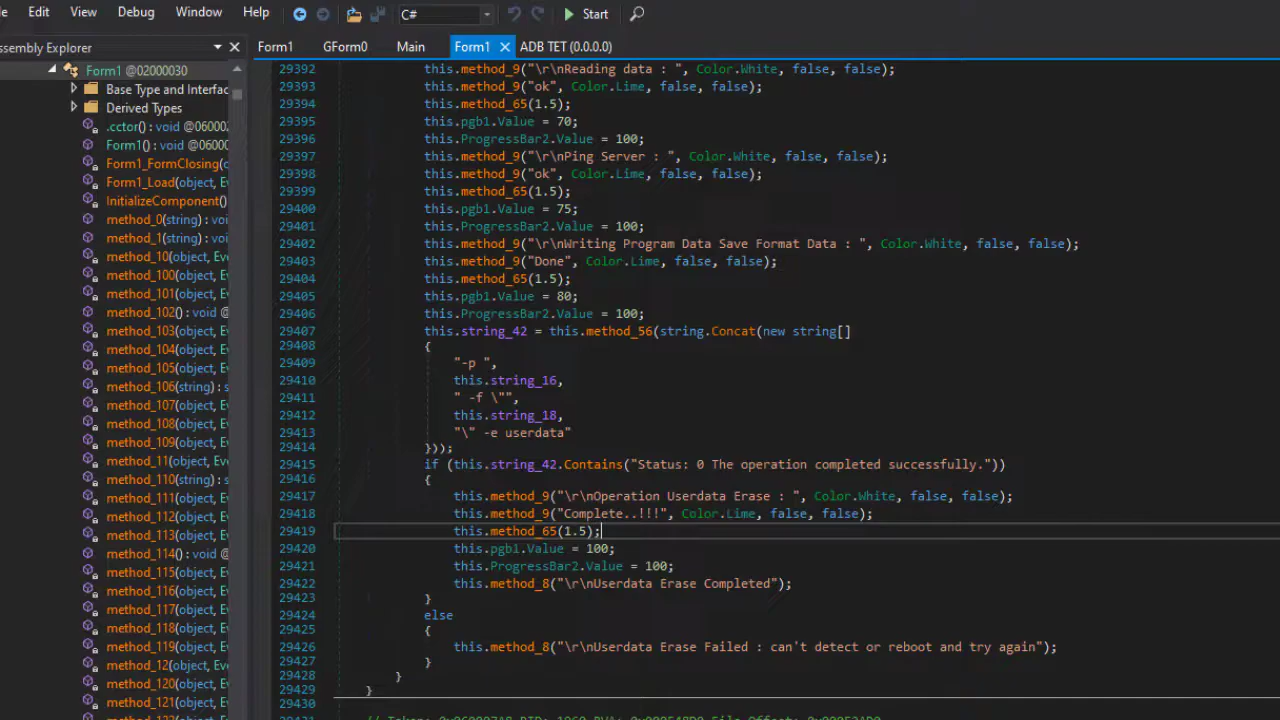 Edit View Debug Window Help C# Start
ssembly Explorer
Form1 GForm0 Main Form1 ADB TET (0.0.0.0)
Form1 @02000030
Base Type and Interfac
Derived Types
.cctor() : void @06000
Form1() : void @06000
Form1_FormClosing(
Form1_Load(object, Ev
InitializeComponent()
method_0(string) : voi
method_1(string) : voi
method_10(object, Eve
method_100(object, E
method_101(object, E
method_102() : void @
method_103(object, E
method_104(object, E
method_105(object, E
method_106(string) : s
method_107(object, E
method_108(object, E
method_109(object, E
method_11(object, Ev
method_110(string) : s
method_111(object, E
method_112(object, E
method_113(object, E
method_114() : void @
method_115(object, E
method_116(object, E
method_117(object, E
method_118(object, E
method_119(object, E
method_12(object, Ev
method_120(object, E
method_121(object, E
29392 this.method_9("\r\nReading data : ", Color.White, false, false);
29393 this.method_9("ok", Color.Lime, false, false);
29394 this.method_65(1.5);
29395 this.pgb1.Value = 70;
29396 this.ProgressBar2.Value = 100;
29397 this.method_9("\r\nPing Server : ", Color.White, false, false);
29398 this.method_9("ok", Color.Lime, false, false);
29399 this.method_65(1.5);
29400 this.pgb1.Value = 75;
29401 this.ProgressBar2.Value = 100;
29402 this.method_9("\r\nWriting Program Data Save Format Data : ", Color.White, false, false);
29403 this.method_9("Done", Color.Lime, false, false);
29404 this.method_65(1.5);
29405 this.pgb1.Value = 80;
29406 this.ProgressBar2.Value = 100;
29407 this.string_42 = this.method_56(string.Concat(new string[]
29408 {
29409 "-p ",
29410 this.string_16,
29411 " -f \"",
29412 this.string_18,
29413 "\" -e userdata"
29414 }));
29415 if (this.string_42.Contains("Status: 0 The operation completed successfully."))
29416 {
29417 this.method_9("\r\nOperation Userdata Erase : ", Color.White, false, false);
29418 this.method_9("Complete..!!!", Color.Lime, false, false);
29419 this.method_65(1.5);
29420 this.pgb1.Value = 100;
29421 this.ProgressBar2.Value = 100;
29422 this.method_8("\r\nUserdata Erase Completed");
29423 }
29424 else
29425 {
29426 this.method_8("\r\nUserdata Erase Failed : can't detect or reboot and try again");
29427 }
29428 }
29429 }
29430